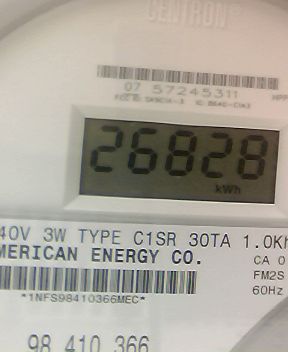 CENTRON®
07 57245311
26828
kWh
40V 3W TYPE C1SR 30TA 1.0Kh
MERICAN ENERGY CO.
CA 0
FM2S
60Hz
*1NFS98410366MEC*
98 410 366